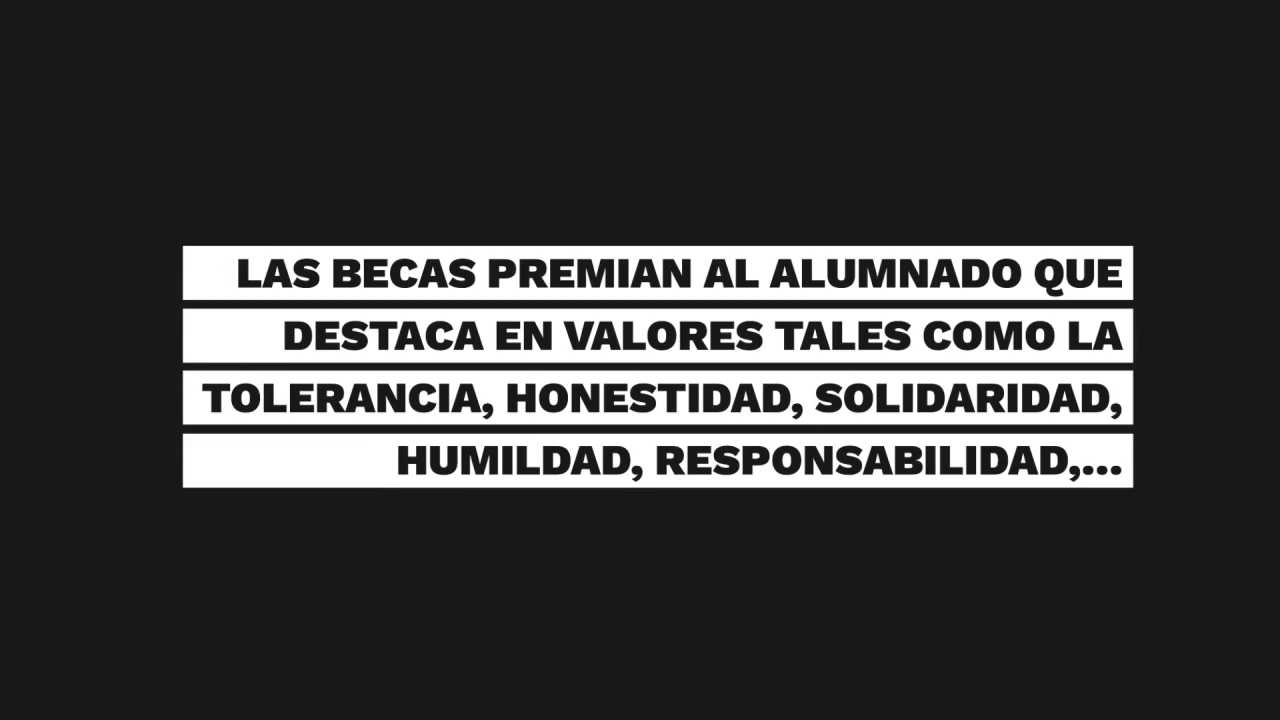 LAS BECAS PREMIAN AL ALUMNADO QUE
DESTACA EN VALORES TALES COMO LA
TOLERANCIA, HONESTIDAD, SOLIDARIDAD,
HUMILDAD, RESPONSABILIDAD,...